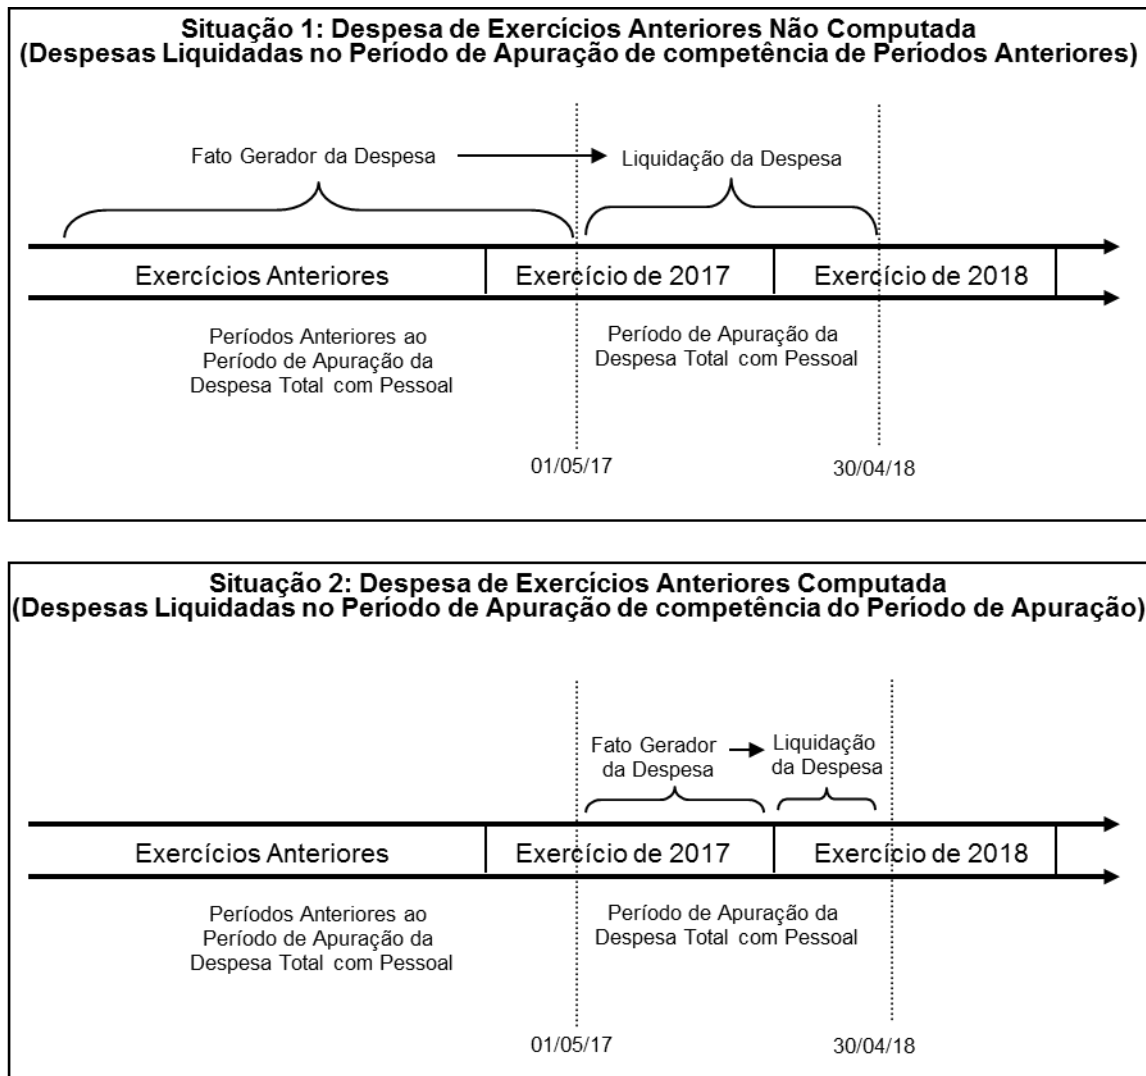 Situação 1: Despesa de Exercícios Anteriores Não Computada
(Despesas Liquidadas no Período de Apuração de competência de Períodos Anteriores)
Fato Gerador da Despesa
Liquidação da Despesa
Exercícios Anteriores
Exercício de 2017
Exercício de 2018
Períodos Anteriores ao
Período de Apuração da
Despesa Total com Pessoal
Período de Apuração da
Despesa Total com Pessoal
01/05/17
30/04/18
Situação 2: Despesa de Exercícios Anteriores Computada
(Despesas Liquidadas no Período de Apuração de competência do Período de Apuração)
Fato Gerador
da Despesa
Liquidação
da Despesa
Exercícios Anteriores
Exercício de 2017
Exercício de 2018
Períodos Anteriores ao
Período de Apuração da
Despesa Total com Pessoal
Período de Apuração da
Despesa Total com Pessoal
01/05/17
30/04/18